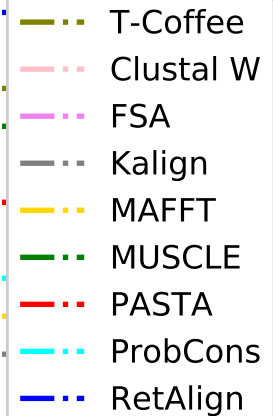 T-Coffee
Clustal W
FSA
Kalign
MAFFT
MUSCLE
PASTA
ProbCons
RetAlign